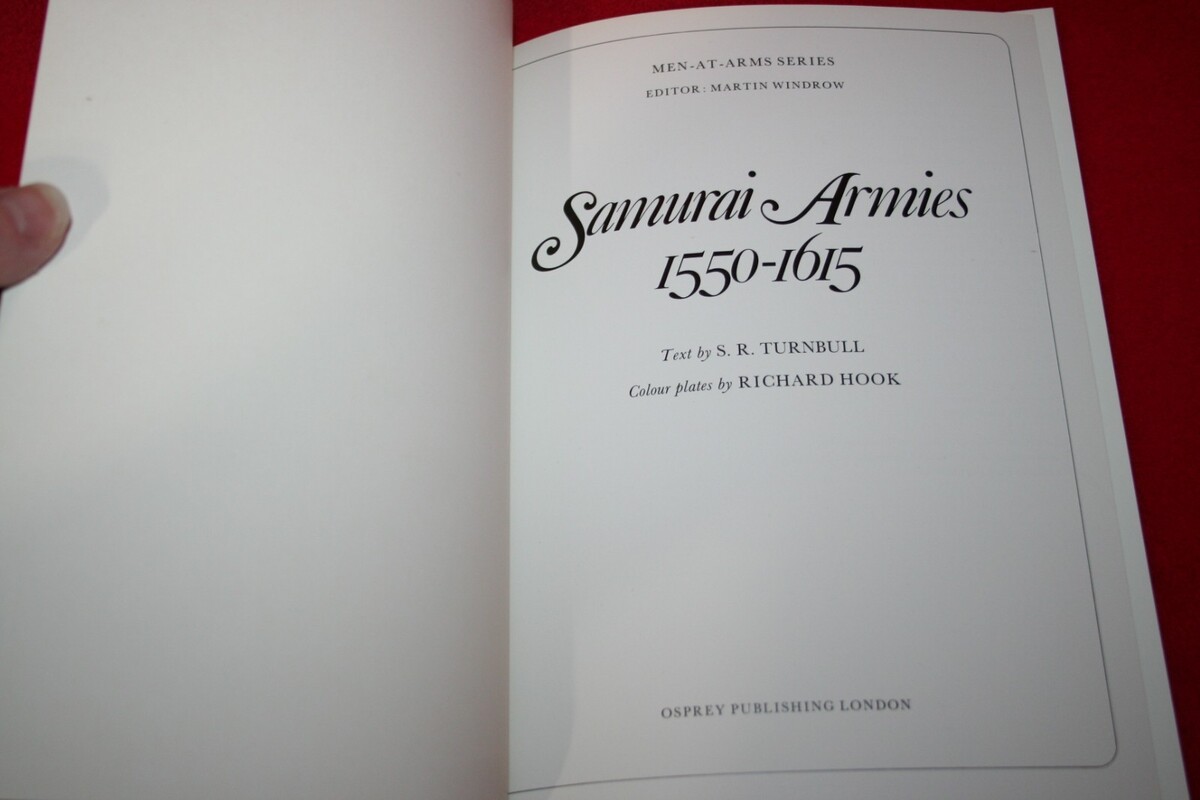 MEN-AT-ARMS SERIES
EDITOR: MARTIN WINDROW
Samurai Armies
1550-1615
Text by S. R. TURNBULL
Colour plates by RICHARD HOOK
OSPREY PUBLISHING LONDON